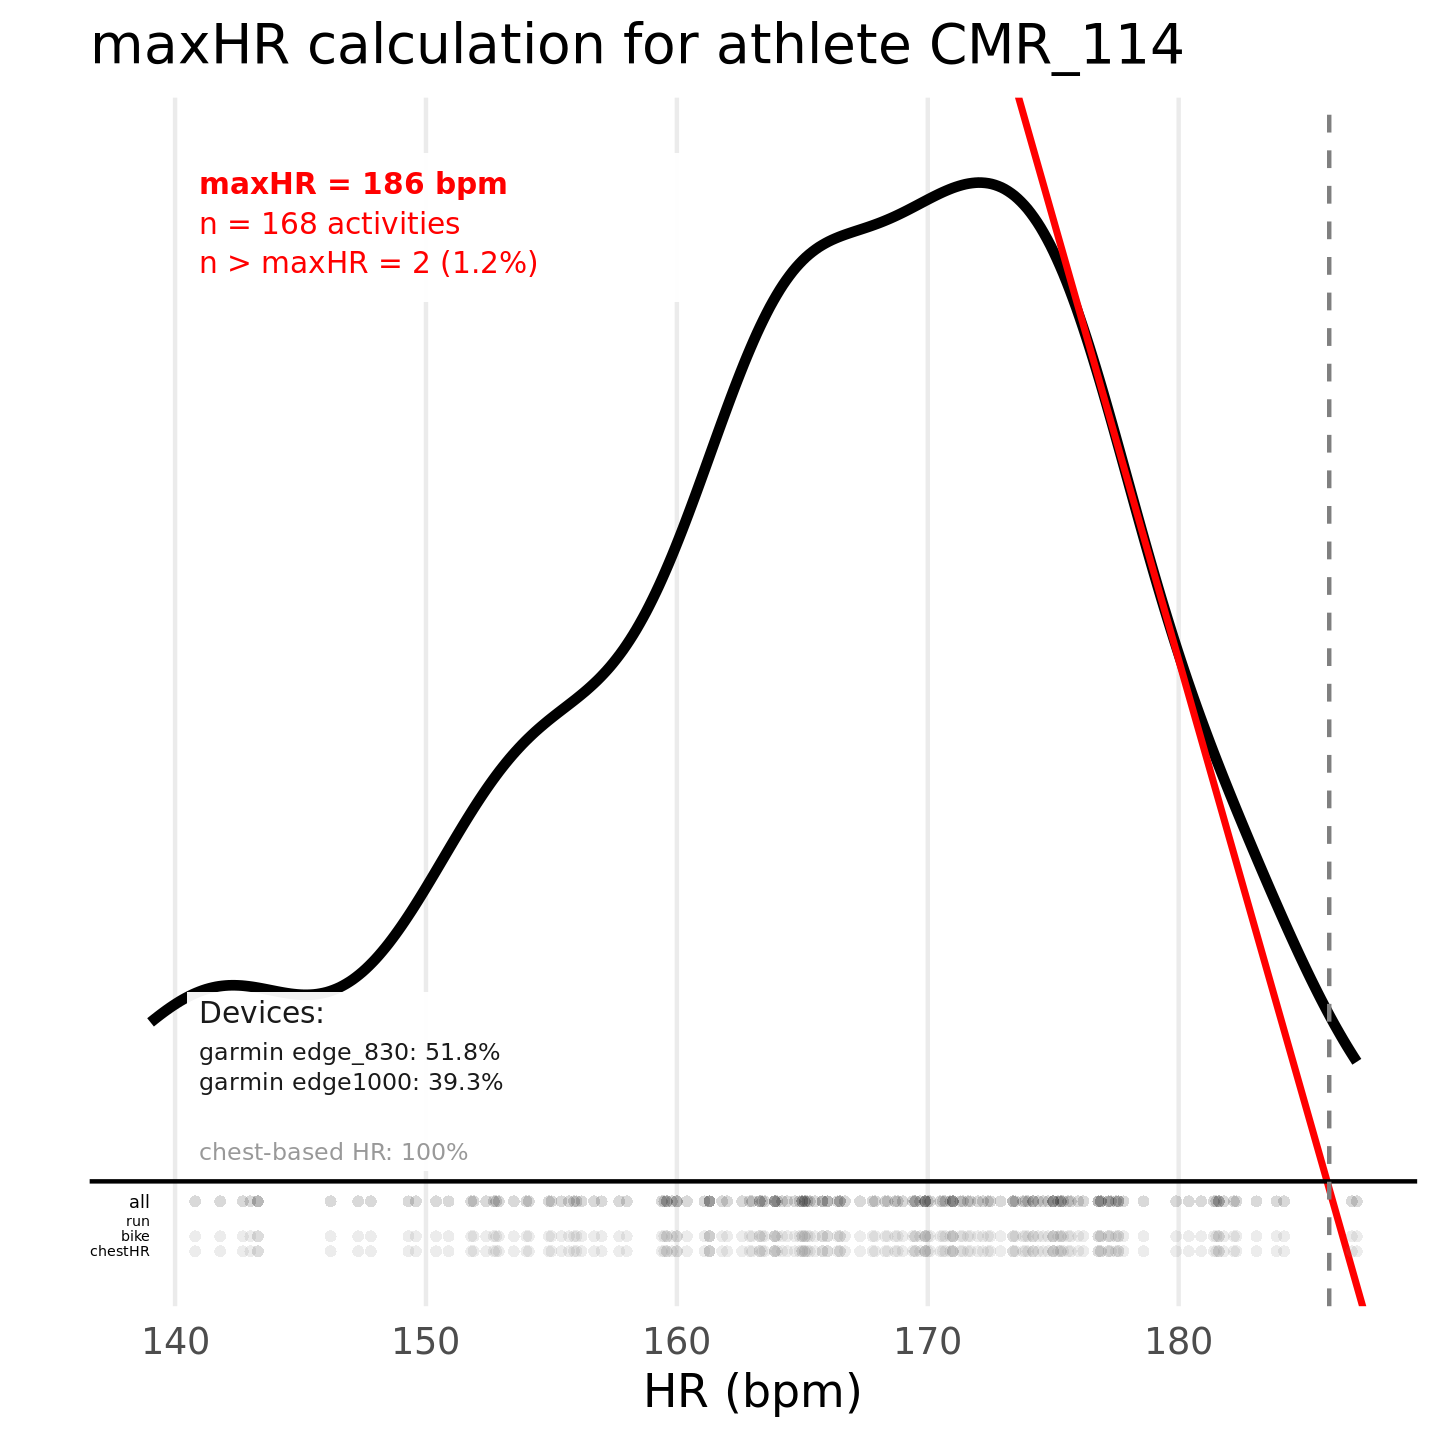 maxHR calculation for athlete CMR_114
maxHR = 186 bpm
n = 168 activities
n > maxHR = 2 (1.2%)
Devices:
garmin edge_830: 51.8%
garmin edge1000: 39.3%
chest-based HR: 100%
all
run
bike
chestHR
140 150 160 170 180
HR (bpm)